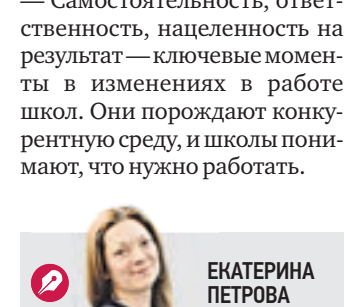 — Самостоятельность, ответ-
ственность, нацеленность на
результат — ключевые момен-
ты в изменениях в работе
школ. Они порождают конку-
рентную среду, и школы пони-
мают, что нужно работать.
ЕКАТЕРИНА
ПЕТРОВА